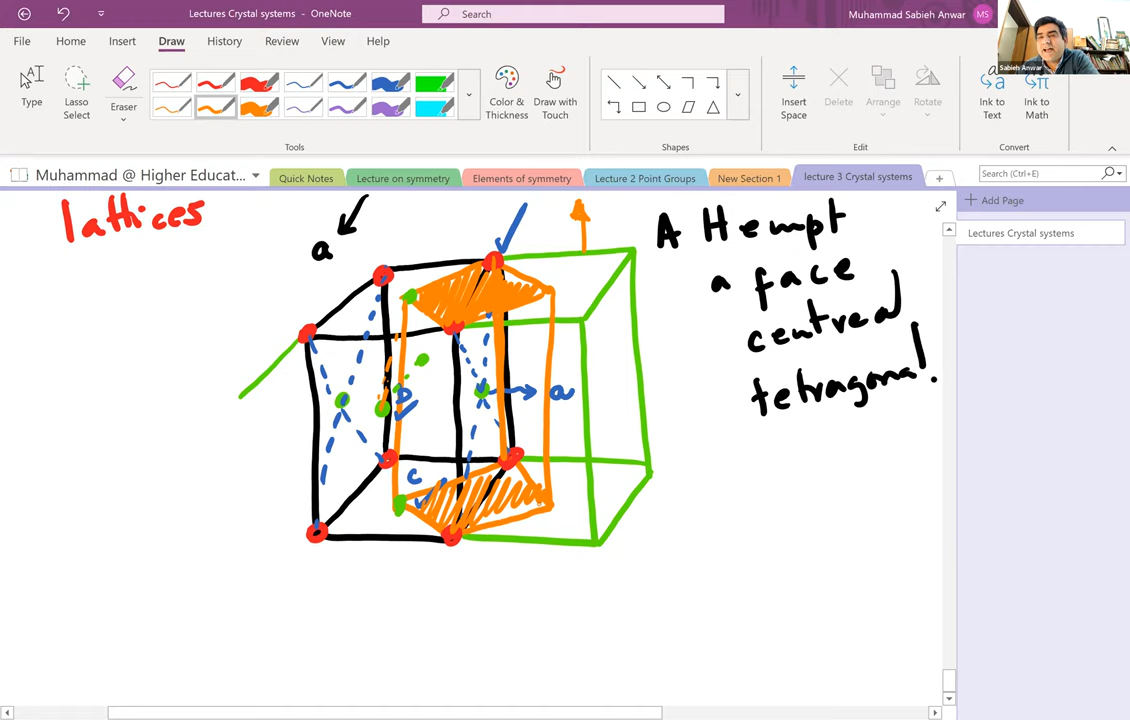 Lectures Crystal systems - OneNote
Search
Muhammad Sabieh Anwar
MS
File
Home
Insert
Draw
History
Review
View
Help
Sabieh Anwar
Type
Lasso Select
Eraser
Color & Thickness
Draw with Touch
Insert Space
Delete
Arrange
Rotate
Ink to Text
Ink to Math
Tools
Shapes
Edit
Convert
Muhammad @ Higher Educat...
Quick Notes
Lecture on symmetry
Elements of symmetry
Lecture 2 Point Groups
New Section 1
lecture 3 Crystal systems
Search (Ctrl+E)
Add Page
Lectures Crystal systems
lattices
a
A Hempt
a face
centred
tetragonal.
a
b
c